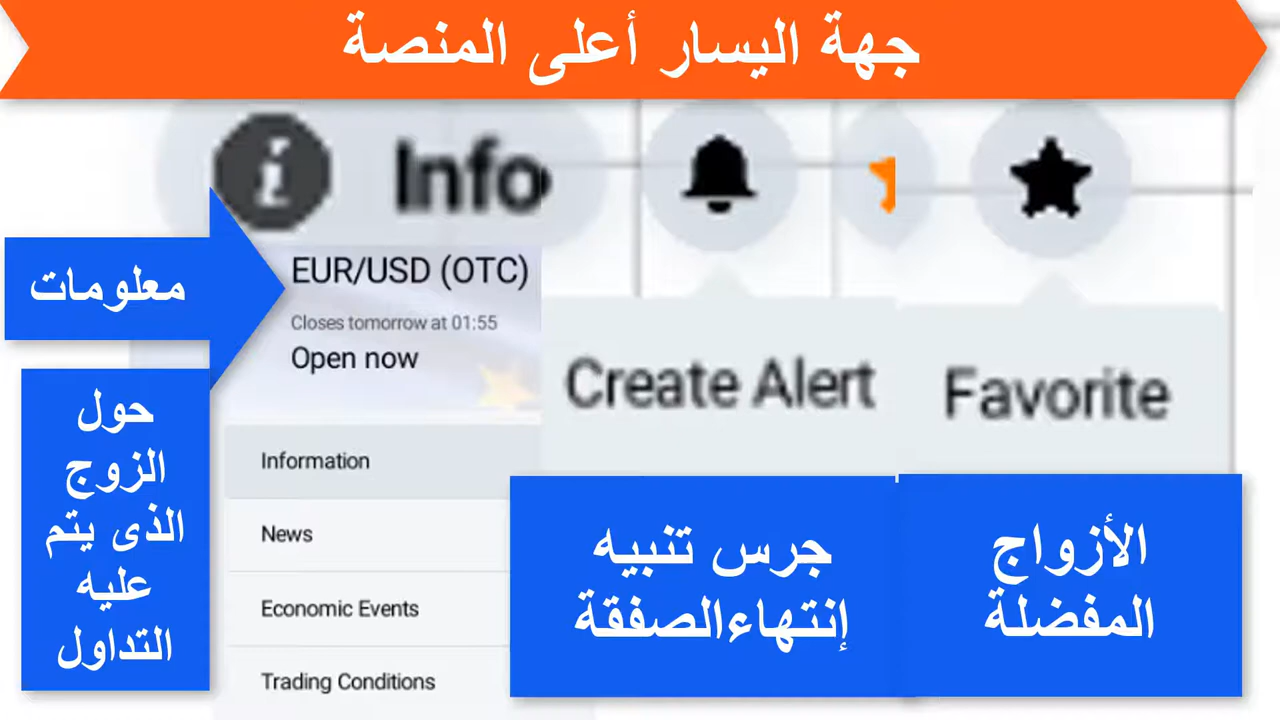 جهة اليسار أعلى المنصة
Info
معلومات
حول
الزوج
الذى يتم
عليه
التداول
EUR/USD (OTC)
Closes tomorrow at 01:55
Open now
Information
News
Economic Events
Trading Conditions
Create Alert
جرس تنبيه
إنتهاءالصفقة
Favorite
الأزواج
المفضلة